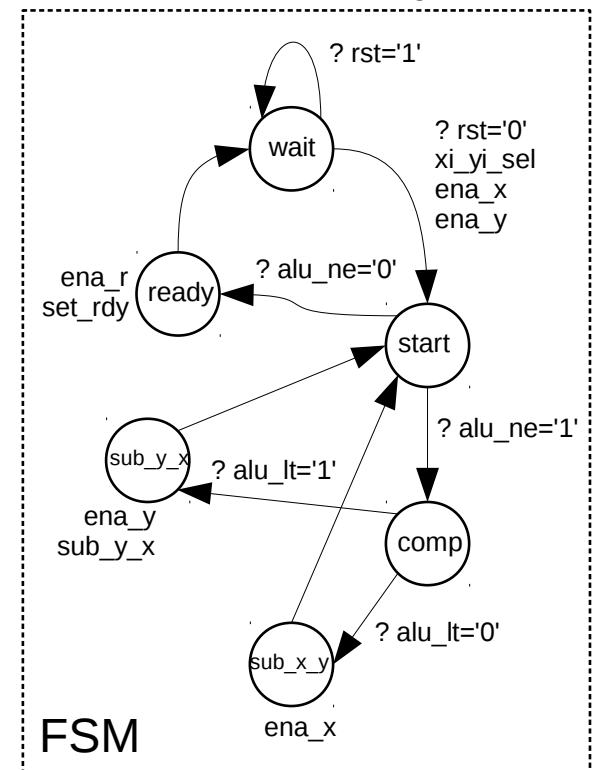 ? rst='1'
wait
? rst='0'
xi_yi_sel
ena_x
ena_y
? alu_ne='0'
ena_r
set_rdy
ready
start
? alu_ne='1'
sub_y_x
? alu_lt='1'
ena_y
sub_y_x
comp
? alu_lt='0'
sub_x_y
ena_x
FSM